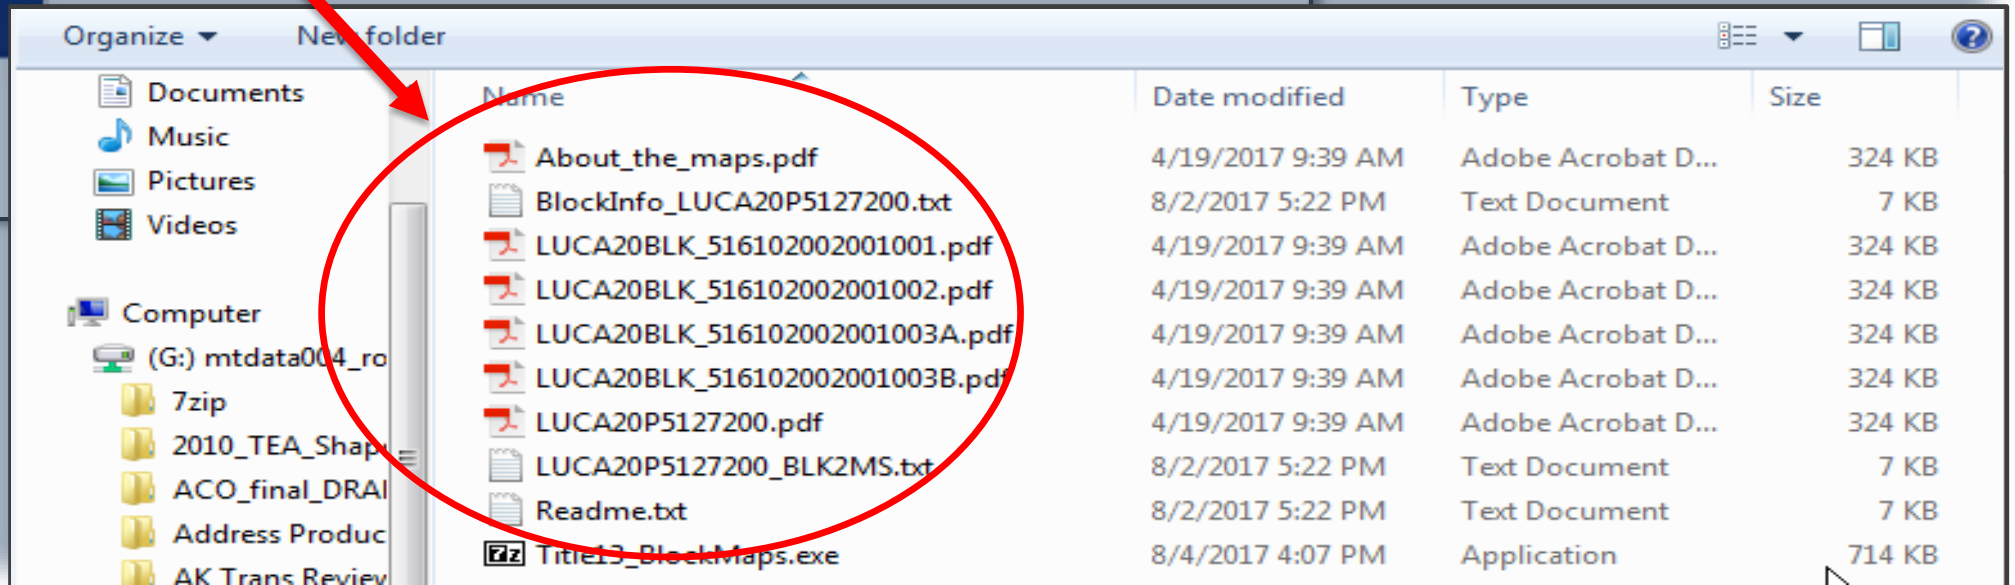 Organize New folder
Documents
Music
Pictures
Videos
Computer
(G:) mtdata004_ro
7zip
2010_TEA_Shap
ACO_final_DRAI
Address Produc
AK Trans Review
Name Date modified Type Size
About_the_maps.pdf 4/19/2017 9:39 AM Adobe Acrobat D... 324 KB
BlockInfo_LUCA20P5127200.txt 8/2/2017 5:22 PM Text Document 7 KB
LUCA20BLK_516102002001001.pdf 4/19/2017 9:39 AM Adobe Acrobat D... 324 KB
LUCA20BLK_516102002001002.pdf 4/19/2017 9:39 AM Adobe Acrobat D... 324 KB
LUCA20BLK_516102002001003A.pdf 4/19/2017 9:39 AM Adobe Acrobat D... 324 KB
LUCA20BLK_516102002001003B.pdf 4/19/2017 9:39 AM Adobe Acrobat D... 324 KB
LUCA20P5127200.pdf 4/19/2017 9:39 AM Adobe Acrobat D... 324 KB
LUCA20P5127200_BLK2MS.txt 8/2/2017 5:22 PM Text Document 7 KB
Readme.txt 8/2/2017 5:22 PM Text Document 7 KB
7z Title13_BlockMaps.exe 8/4/2017 4:07 PM Application 714 KB